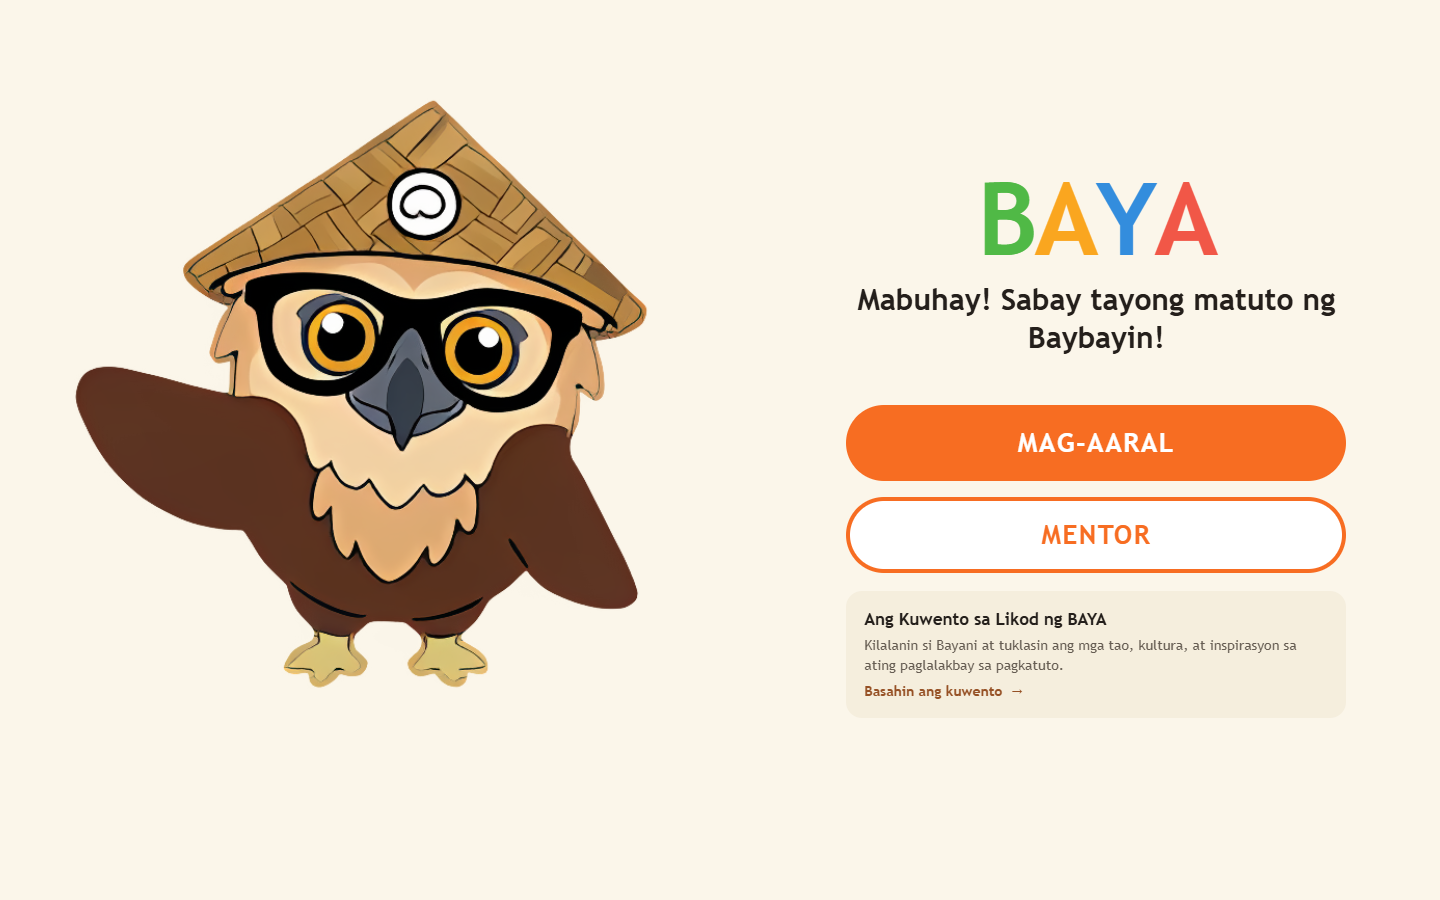 BAYA
Mabuhay! Sabay tayong matuto ng
Baybayin!
MAG-AARAL
MENTOR
Ang Kuwento sa Likod ng BAYA
Kilalanin si Bayani at tuklasin ang mga tao, kultura, at inspirasyon sa
ating paglalakbay sa pagkatuto.
Basahin ang kuwento →